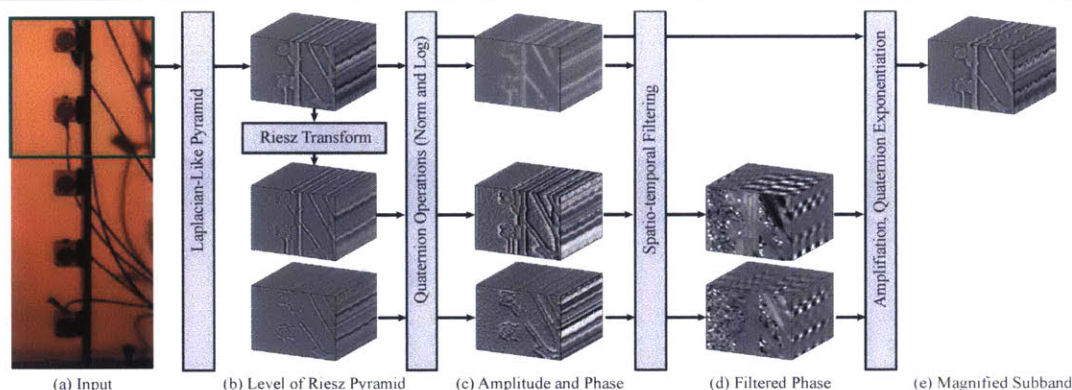 Laplacian-Like Pyramid
Riesz Transform
Quaternion Operations (Norm and Log)
Spatio-temporal Filtering
Amplifiation, Quaternion Exponentiation
(a) Input
(b) Level of Riesz Pyramid
(c) Amplitude and Phase
(d) Filtered Phase
(e) Magnified Subband